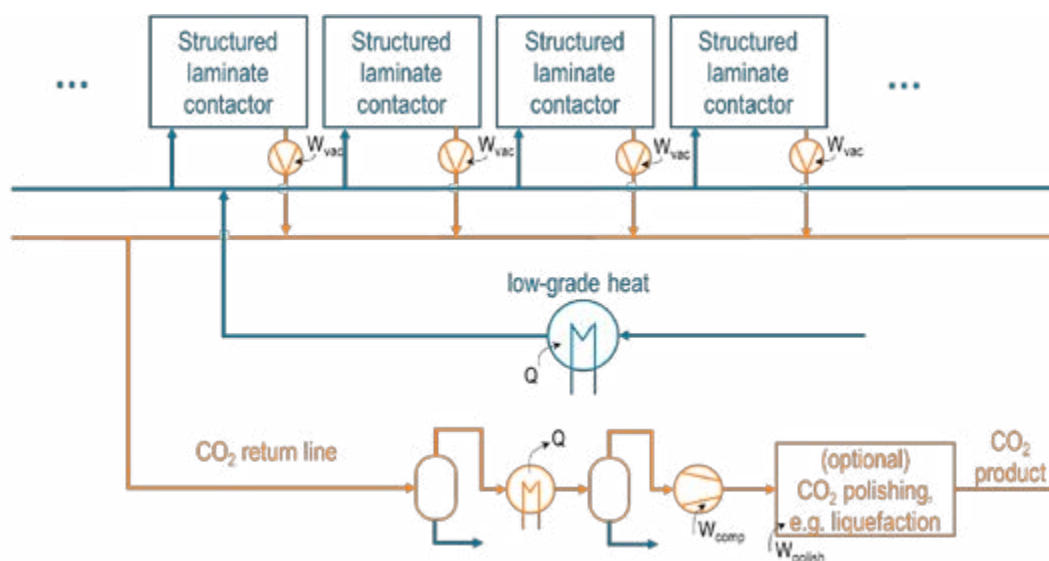 Structured
laminate
contactor
Structured
laminate
contactor
Structured
laminate
contactor
Structured
laminate
contactor
...
...
Wvac
Wvac
Wvac
Wvac
low-grade heat
Q
CO2 return line
Q
Wcomp
(optional)
CO2 polishing,
e.g. liquefaction
Wpolish
CO2
product